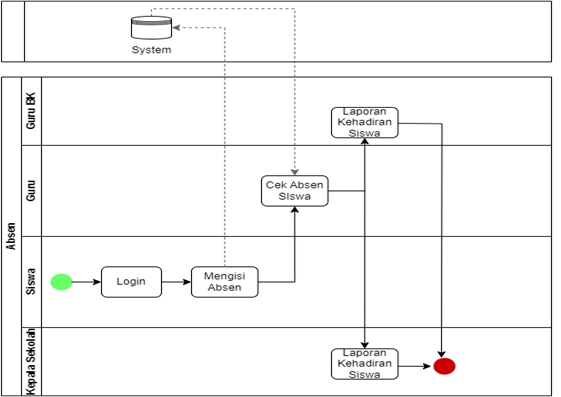 System
Absen
Guru BK
Laporan
Kehadiran
Siswa
Guru
Cek Absen
SIswa
Siswa
Login
Mengisi
Absen
Kepala Sekolah
Laporan
Kehadiran
Siswa